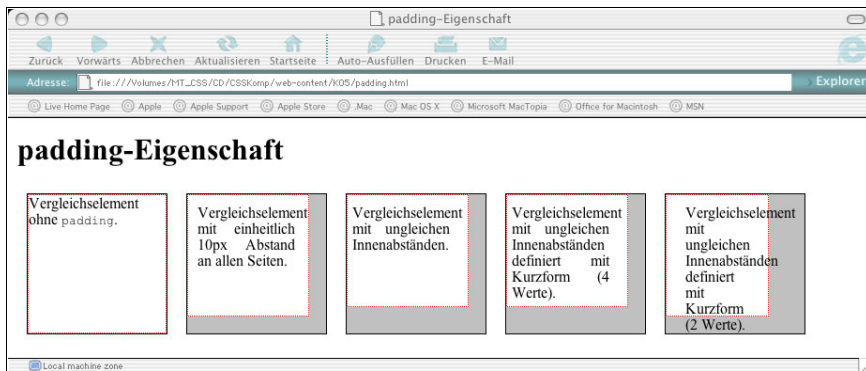 padding-Eigenschaft
Zurück Vorwärts Abbrechen Aktualisieren Startseite Auto-Ausfüllen Drucken E-Mail
Adresse: file:///Volumes/MT_CSS/CD/CSSKomp/web-content/K05/padding.html Explorer
Live Home Page Apple Apple Support Apple Store .Mac Mac OS X Microsoft MacTopia Office for Macintosh MSN
padding-Eigenschaft
Vergleichselement
ohne padding.
Vergleichselement
mit einheitlich
10px Abstand
an allen Seiten.
Vergleichselement
mit ungleichen
Innenabständen.
Vergleichselement
mit ungleichen
Innenabständen
definiert mit
Kurzform (4
Werte).
Vergleichselement
mit
ungleichen
Innenabständen
definiert
mit
Kurzform
(2 Werte).
Local machine zone